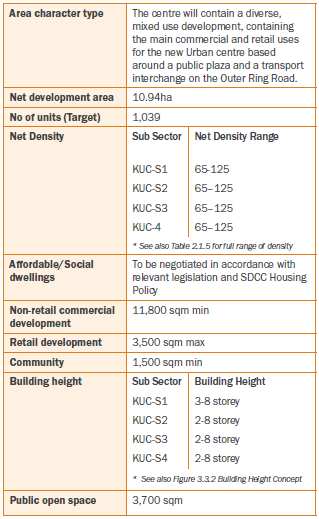 Area character type
The centre will contain a diverse,
mixed use development, containing
the main commercial and retail uses
for the new Urban centre based
around a public plaza and a transport
interchange on the Outer Ring Road.
Net development area 10.94ha
No of units (Target) 1,039
Net Density Sub Sector Net Density Range
KUC-S1 65-125
KUC-S2 65–125
KUC-S3 65–125
KUC-4 65–125
* See also Table 2.1.5 for full range of density
Affordable/Social
dwellings
To be negotiated in accordance with
relevant legislation and SDCC Housing
Policy
Non-retail commercial
development
11,800 sqm min
Retail development 3,500 sqm max
Community 1,500 sqm min
Building height Sub Sector Building Height
KUC-S1 3-8 storey
KUC-S2 2-8 storey
KUC-S3 2-8 storey
KUC-S4 2-8 storey
* See also Figure 3.3.2 Building Height Concept
Public open space 3,700 sqm